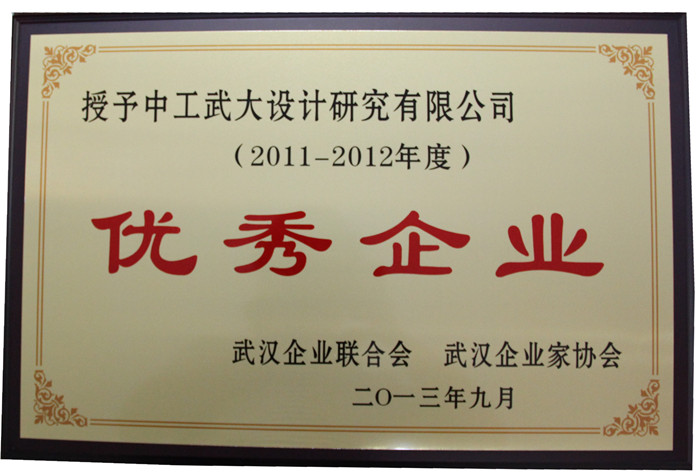 授予中工武大设计研究有限公司
（2011-2012年度）
优秀企业
武汉企业联合会 武汉企业家协会
二〇一三年九月